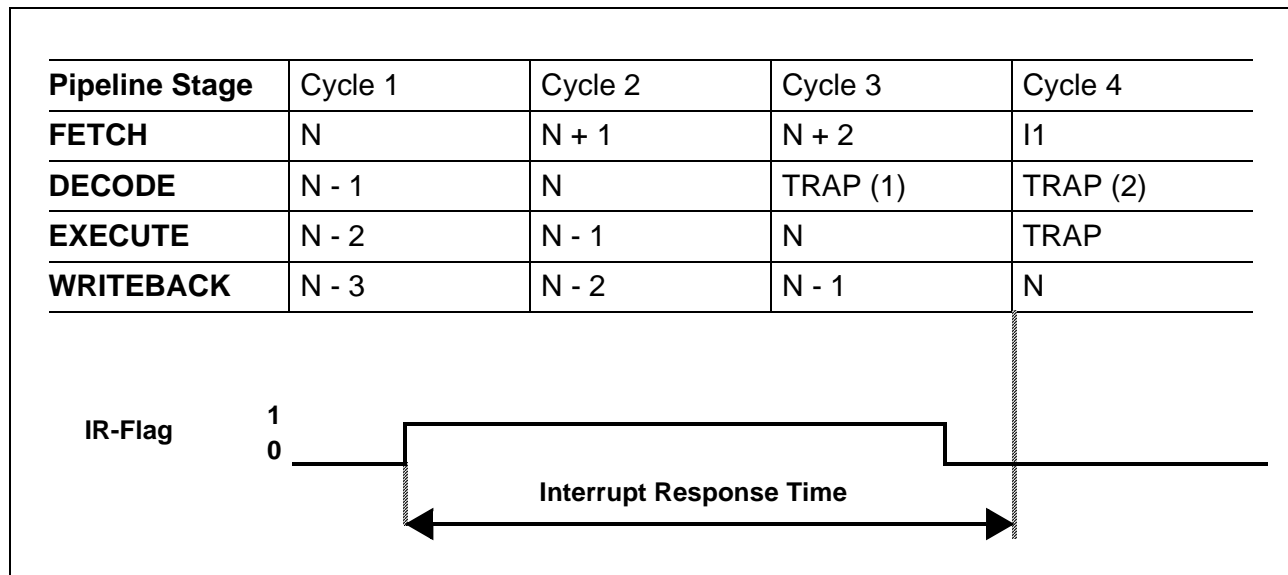 Pipeline Stage Cycle 1 Cycle 2 Cycle 3 Cycle 4
FETCH N N + 1 N + 2 I1
DECODE N - 1 N TRAP (1) TRAP (2)
EXECUTE N - 2 N - 1 N TRAP
WRITEBACK N - 3 N - 2 N - 1 N
IR-Flag 1
0
Interrupt Response Time